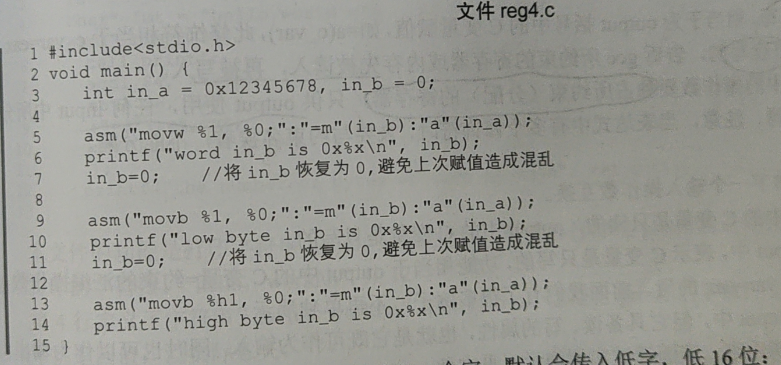 文件 reg4.c
1 #include<stdio.h>
2 void main() {
3 int in_a = 0x12345678, in_b = 0;
4
5 asm("movw %1, %0;":"=m"(in_b):"a"(in_a));
6 printf("word in_b is 0x%x\n", in_b);
7 in_b=0; //将 in_b 恢复为 0,避免上次赋值造成混乱
8
9 asm("movb %1, %0;":"=m"(in_b):"a"(in_a));
10 printf("low byte in_b is 0x%x\n", in_b);
11 in_b=0; //将 in_b 恢复为 0,避免上次赋值造成混乱
12
13 asm("movb %h1, %0;":"=m"(in_b):"a"(in_a));
14 printf("high byte in_b is 0x%x\n", in_b);
15 }
默认会传入低字，低 16 位：